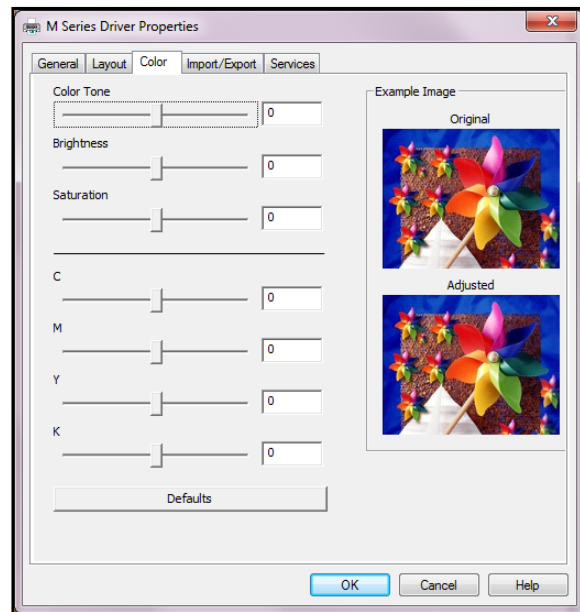 M Series Driver Properties
General Layout Color Import/Export Services
Color Tone
0
Brightness
0
Saturation
0
C
0
M
0
Y
0
K
0
Defaults
Example Image
Original
Adjusted
OK Cancel Help